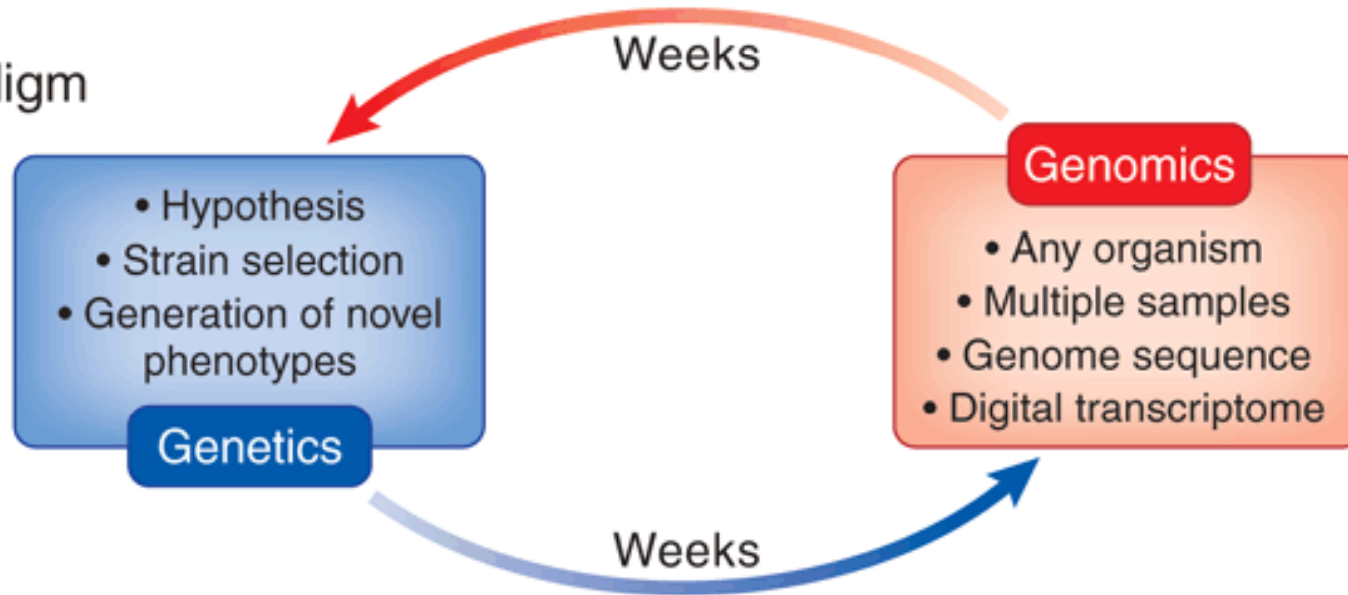 Weeks
• Hypothesis
• Strain selection
• Generation of novel
phenotypes
Genetics
Genomics
• Any organism
• Multiple samples
• Genome sequence
• Digital transcriptome
Weeks